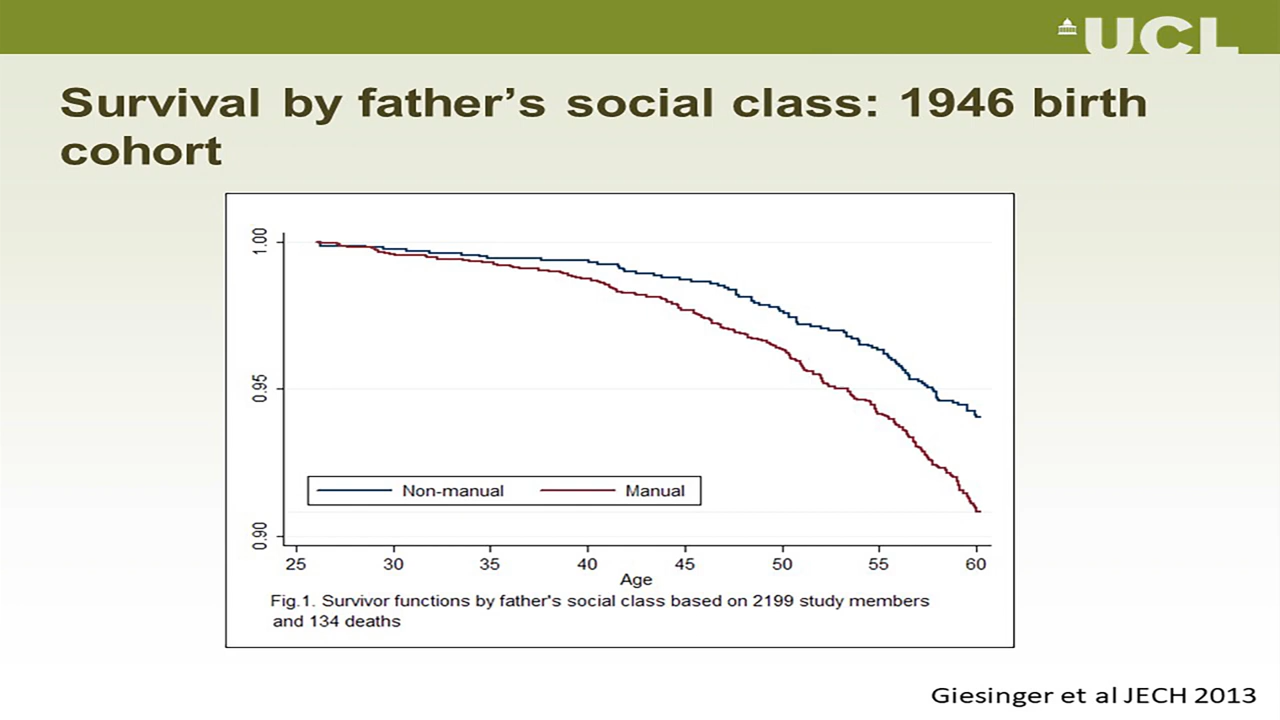 UCL
Survival by father's social class: 1946 birth
cohort
1.00
0.95
0.90
Non-manual Manual
25 30 35 40 45 50 55 60
Age
Fig.1. Survivor functions by father's social class based on 2199 study members
and 134 deaths
Giesinger et al JECH 2013